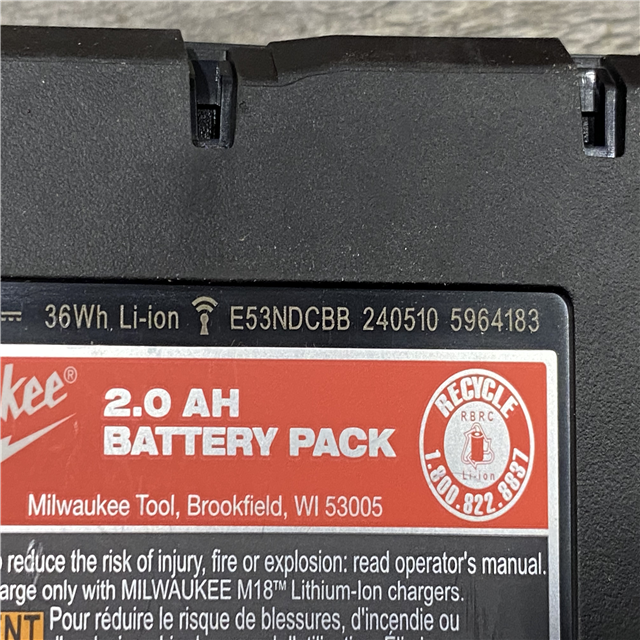 36Wh Li-ion E53NDCBB 240510 5964183
kee®
2.0 AH
BATTERY PACK
RECYCLE
RBRC
Li-ion
1.800.822.8837
Milwaukee Tool, Brookfield, WI 53005
reduce the risk of injury, fire or explosion: read operator's manual.
arge only with MILWAUKEE M18™ Lithium-Ion chargers.
ENT Pour réduire le risque de blessures, d'incendie ou